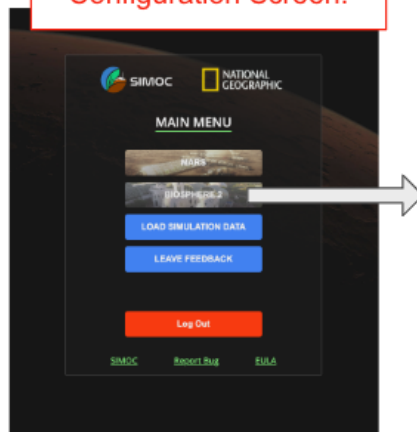 Configuration Screen.
SIMOC
NATIONAL
GEOGRAPHIC
MAIN MENU
MARS
BIOSPHERE 2
LOAD SIMULATION DATA
LEAVE FEEDBACK
Log Out
SIMOC Report Bug EULA